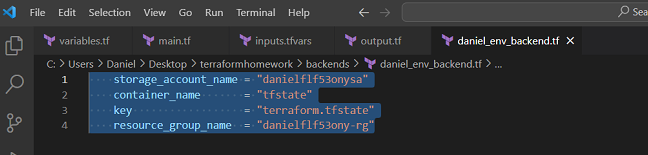 File Edit Selection View Go Run Terminal Help
Sea
variables.tf main.tf inputs.tfvars output.tf daniel_env_backend.tf
C: > Users > Daniel > Desktop > terraformhomework > backends > daniel_env_backend.tf > ...
1 storage_account_name = "danielflf53onysa"
2 container_name = "tfstate"
3 key = "terraform.tfstate"
4 resource_group_name = "danielflf53ony-rg"